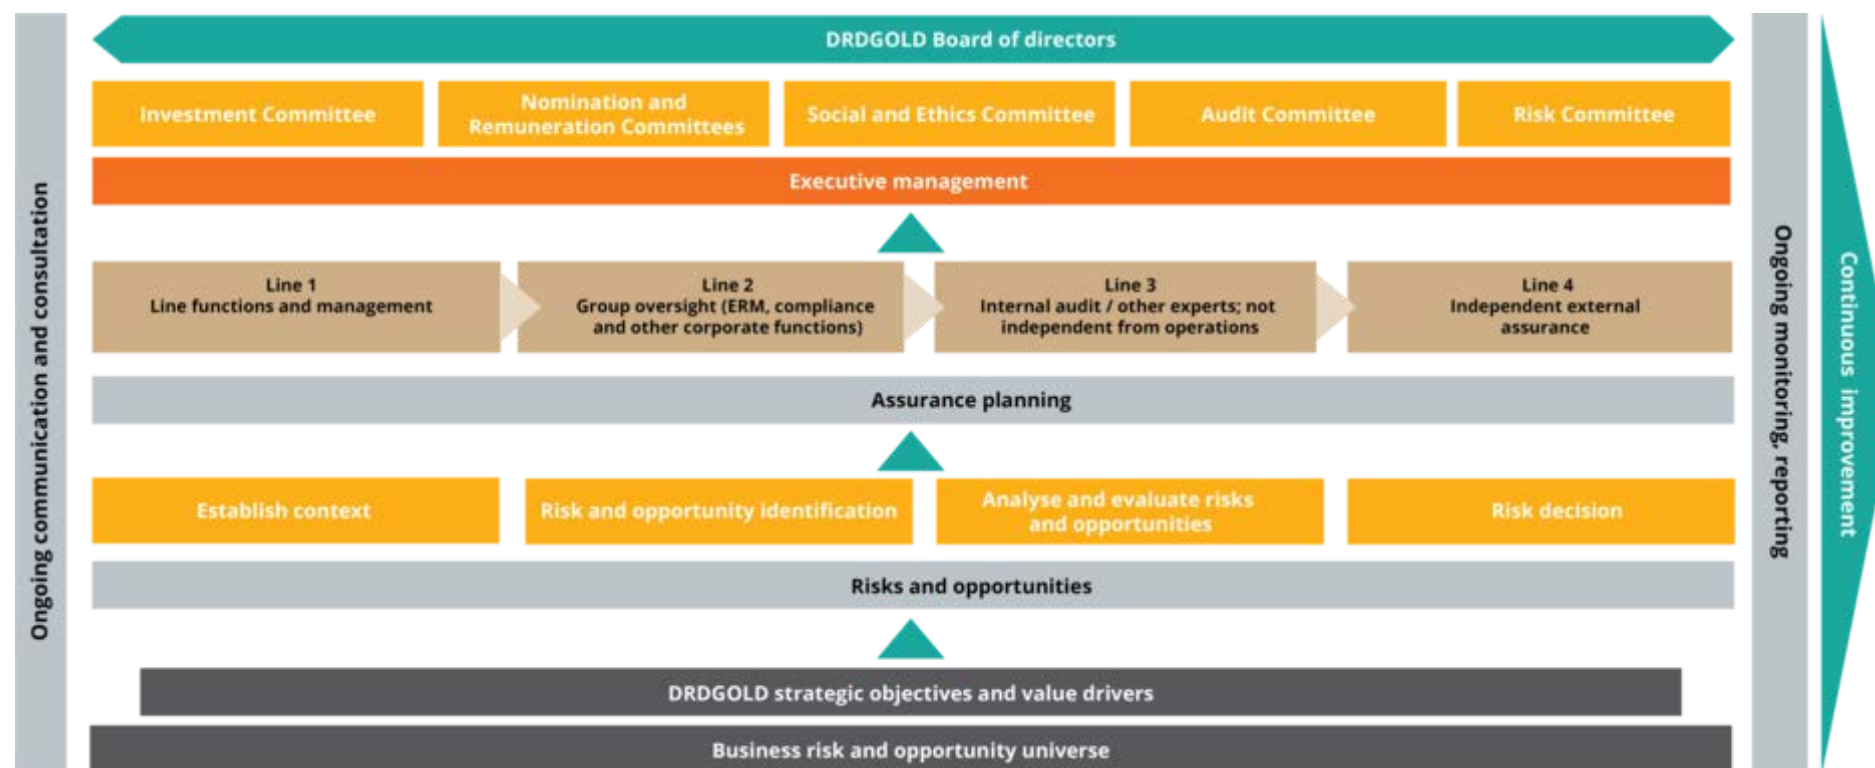 DRDGOLD Board of directors
Investment Committee
Nomination and
Remuneration Committees
Social and Ethics Committee
Audit Committee
Risk Committee
Executive management
Line 1
Line functions and management
Line 2
Group oversight (ERM, compliance
and other corporate functions)
Line 3
Internal audit / other experts; not
independent from operations
Line 4
Independent external
assurance
Assurance planning
Establish context
Risk and opportunity identification
Analyse and evaluate risks
and opportunities
Risk decision
Risks and opportunities
DRDGOLD strategic objectives and value drivers
Business risk and opportunity universe
Ongoing communication and consultation
Ongoing monitoring, reporting
Continuous improvement